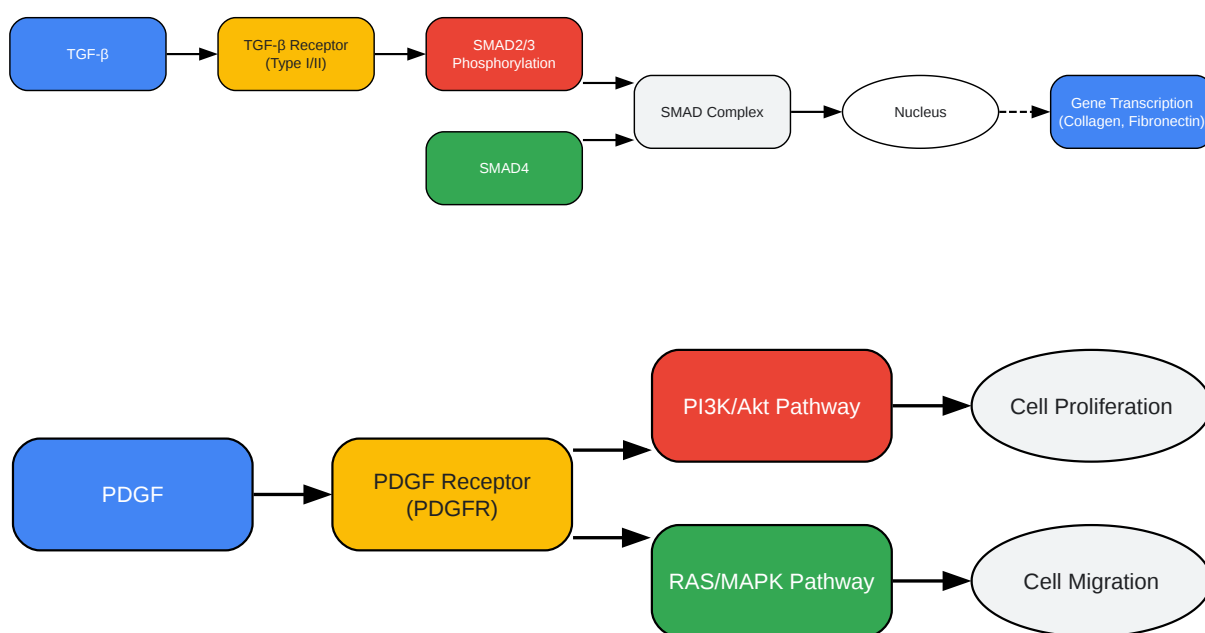 TGF-β
TGF-β Receptor
(Type I/II)
SMAD2/3
Phosphorylation
SMAD4
SMAD Complex
Nucleus
Gene Transcription
(Collagen, Fibronectin)
PDGF
PDGF Receptor
(PDGFR)
PI3K/Akt Pathway
Cell Proliferation
RAS/MAPK Pathway
Cell Migration